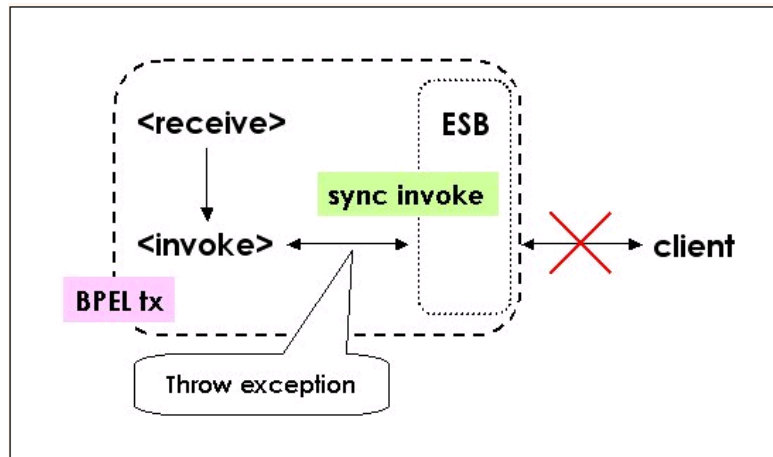 <receive>
ESB
sync invoke
<invoke>
client
BPEL tx
Throw exception